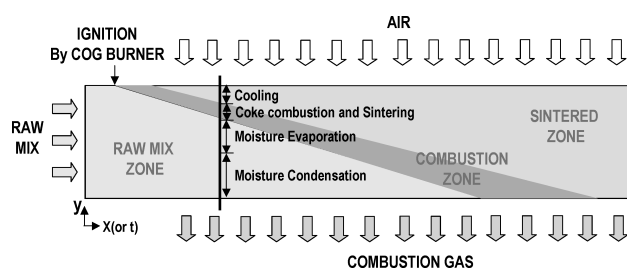 AIR
IGNITION
By COG BURNER
RAW
MIX
RAW MIX
ZONE
Cooling
Coke combustion and Sintering
Moisture Evaporation
Moisture Condensation
COMBUSTION
ZONE
SINTERED
ZONE
y
X(or t)
COMBUSTION GAS